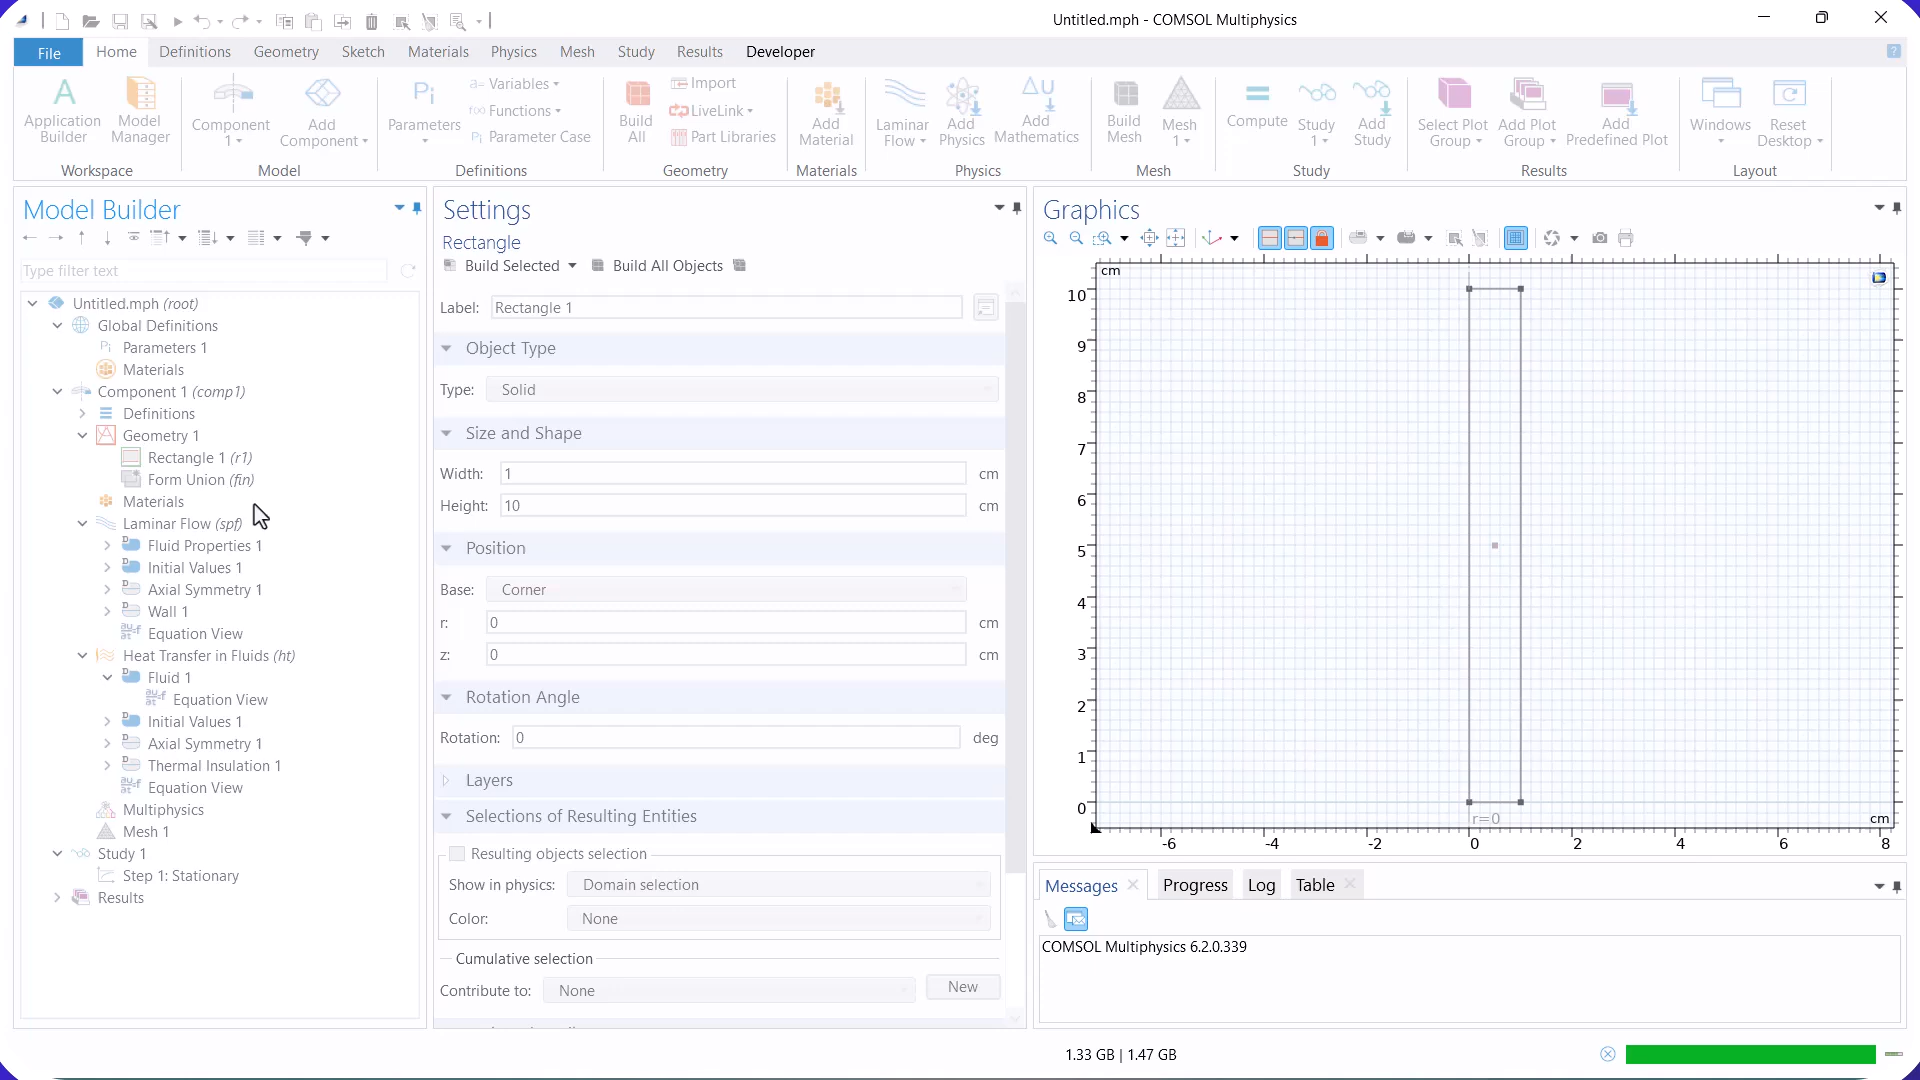 Untitled.mph - COMSOL Multiphysics
File Home Definitions Geometry Sketch Materials Physics Mesh Study Results Developer
Application Builder
Model Manager
Component 1
Add Component
Parameters
a= Variables
f(x) Functions
Pi Parameter Case
Build All
Import
LiveLink
Part Libraries
Add Material
Laminar Flow
Add Physics
ΔU
Add Mathematics
Build Mesh
Mesh 1
Compute
Study 1
Add Study
Select Plot Group
Add Plot Group
Add Predefined Plot
Windows
Reset Desktop
Workspace Model Definitions Geometry Materials Physics Mesh Study Results Layout
Model Builder
Type filter text
Untitled.mph (root)
Global Definitions
Pi Parameters 1
Materials
Component 1 (comp1)
Definitions
Geometry 1
Rectangle 1 (r1)
Form Union (fin)
Materials
Laminar Flow (spf)
Fluid Properties 1
Initial Values 1
Axial Symmetry 1
Wall 1
Equation View
Heat Transfer in Fluids (ht)
Fluid 1
Equation View
Initial Values 1
Axial Symmetry 1
Thermal Insulation 1
Equation View
Multiphysics
Mesh 1
Study 1
Step 1: Stationary
Results
Settings
Rectangle
Build Selected Build All Objects
Label: Rectangle 1
Object Type
Type: Solid
Size and Shape
Width: 1 cm
Height: 10 cm
Position
Base: Corner
r: 0 cm
z: 0 cm
Rotation Angle
Rotation: 0 deg
Layers
Selections of Resulting Entities
Resulting objects selection
Show in physics: Domain selection
Color: None
Cumulative selection
Contribute to: None New
Graphics
cm
10
9
8
7
6
5
4
3
2
1
0
r=0
cm
-6 -4 -2 0 2 4 6 8
Messages Progress Log Table
COMSOL Multiphysics 6.2.0.339
1.33 GB | 1.47 GB